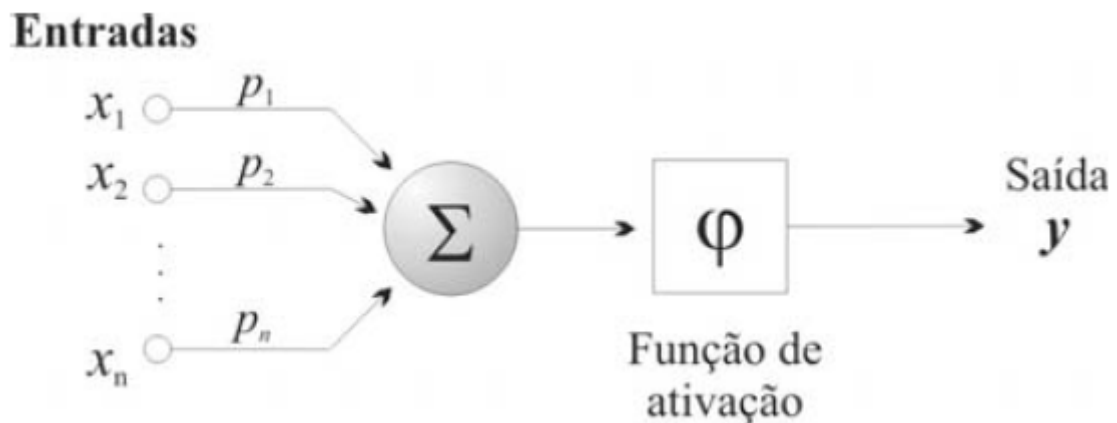 Entradas
x₁ p₁
x₂ p₂
.
.
.
xₙ pₙ
Σ
φ
Saída
y
Função de
ativação